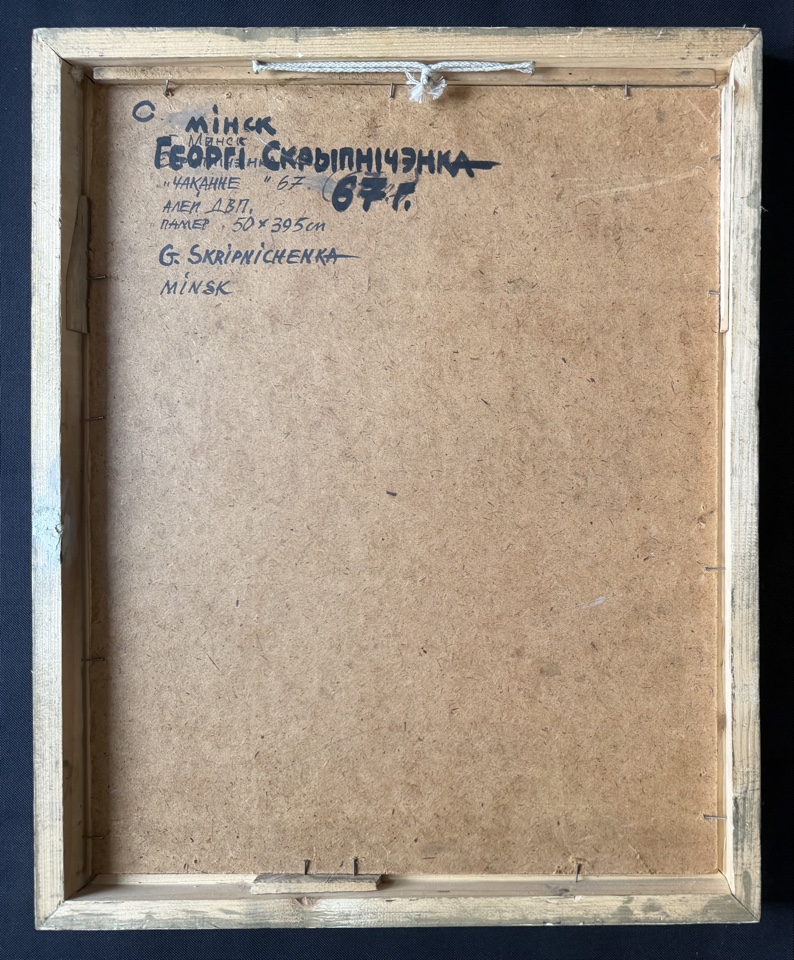 С мінск
Мінск
Георгі Скрыпнічэнка
"ЧАКАННЕ" 67 67 г.
АЛЕЙ ДВП.
ПАМЕР . 50 × 39 5 cm
G. SKRiPNiCHENKA
MiNSK